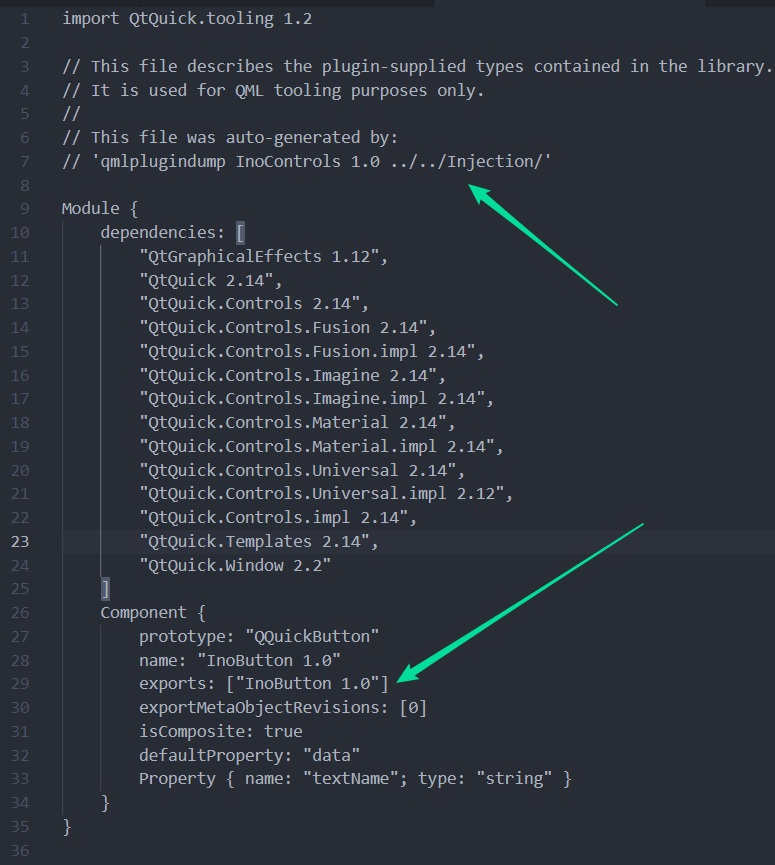 1 import QtQuick.tooling 1.2
2
3 // This file describes the plugin-supplied types contained in the library.
4 // It is used for QML tooling purposes only.
5 //
6 // This file was auto-generated by:
7 // 'qmlplugindump InoControls 1.0 ../../Injection/'
8
9 Module {
10     dependencies: [
11         "QtGraphicalEffects 1.12",
12         "QtQuick 2.14",
13         "QtQuick.Controls 2.14",
14         "QtQuick.Controls.Fusion 2.14",
15         "QtQuick.Controls.Fusion.impl 2.14",
16         "QtQuick.Controls.Imagine 2.14",
17         "QtQuick.Controls.Imagine.impl 2.14",
18         "QtQuick.Controls.Material 2.14",
19         "QtQuick.Controls.Material.impl 2.14",
20         "QtQuick.Controls.Universal 2.14",
21         "QtQuick.Controls.Universal.impl 2.12",
22         "QtQuick.Controls.impl 2.14",
23         "QtQuick.Templates 2.14",
24         "QtQuick.Window 2.2"
25     ]
26     Component {
27         prototype: "QQuickButton"
28         name: "InoButton 1.0"
29         exports: ["InoButton 1.0"]
30         exportMetaObjectRevisions: [0]
31         isComposite: true
32         defaultProperty: "data"
33         Property { name: "textName"; type: "string" }
34     }
35 }
36